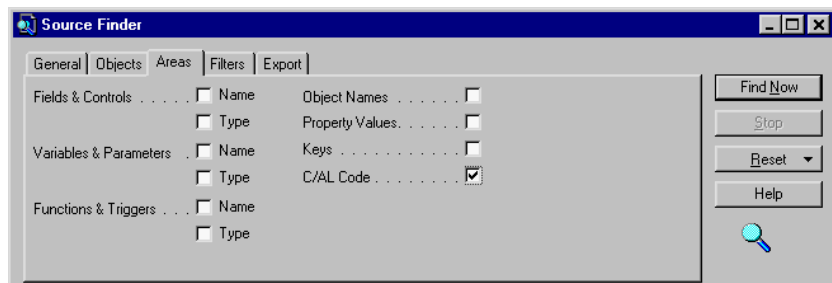 Source Finder
General Objects Areas Filters Export
Fields & Controls . . . . . Name Object Names . . . . . .
Type Property Values. . . . . .
Variables & Parameters . Name Keys . . . . . . . . . . .
Type C/AL Code . . . . . . . .
Functions & Triggers . . . Name
Type
Find Now
Stop
Reset
Help